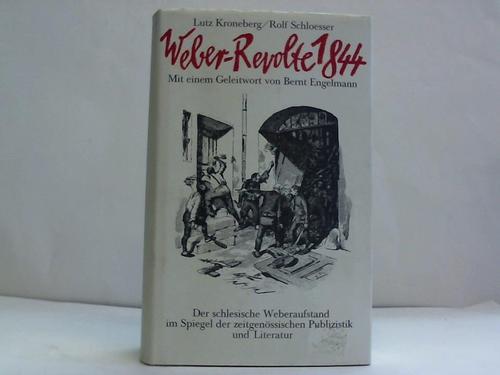 Lutz Kroneberg/Rolf Schloesser
Weber-Revolte 1844
Mit einem Geleitwort von Bernt Engelmann
Der schlesische Weberaufstand
im Spiegel der zeitgenössischen Publizistik
und Literatur